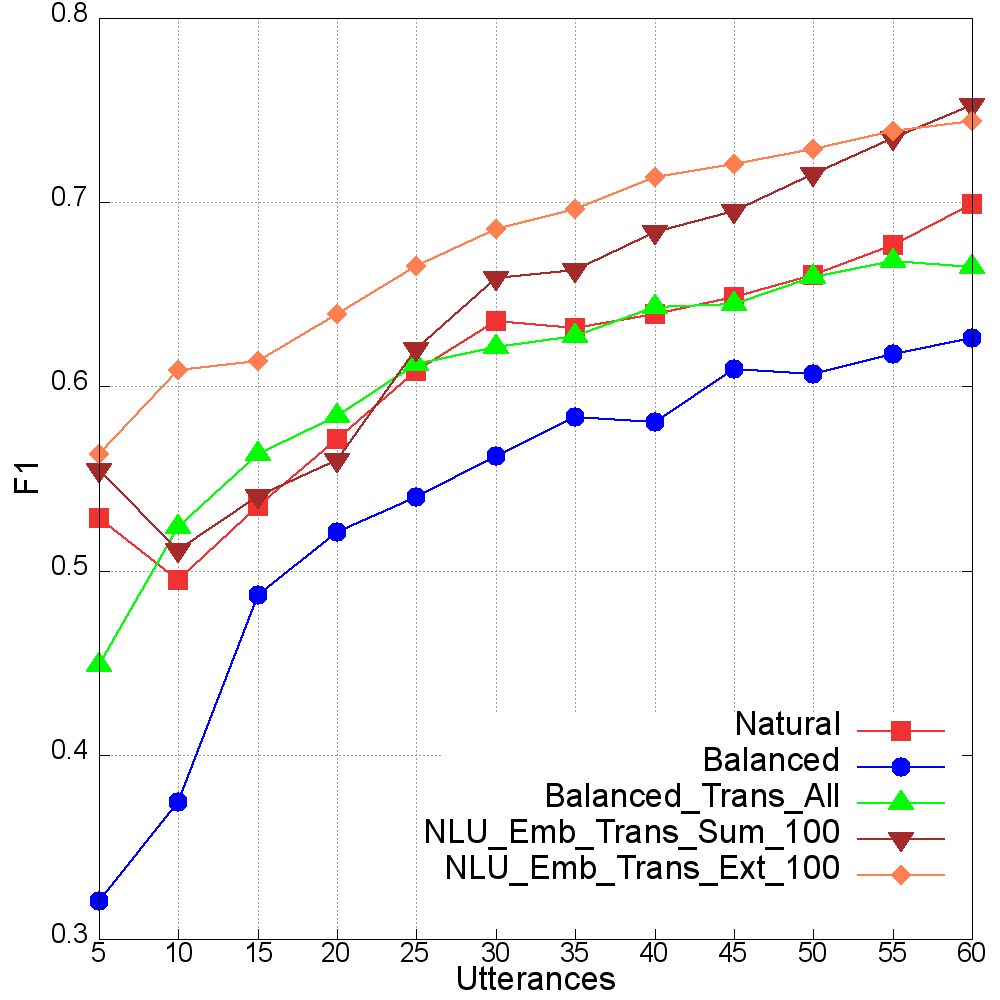 0.8
0.7
0.6
0.5
0.4
0.3
F1
Natural
Balanced
Balanced_Trans_All
NLU_Emb_Trans_Sum_100
NLU_Emb_Trans_Ext_100
5 10 15 20 25 30 35 40 45 50 55 60
Utterances